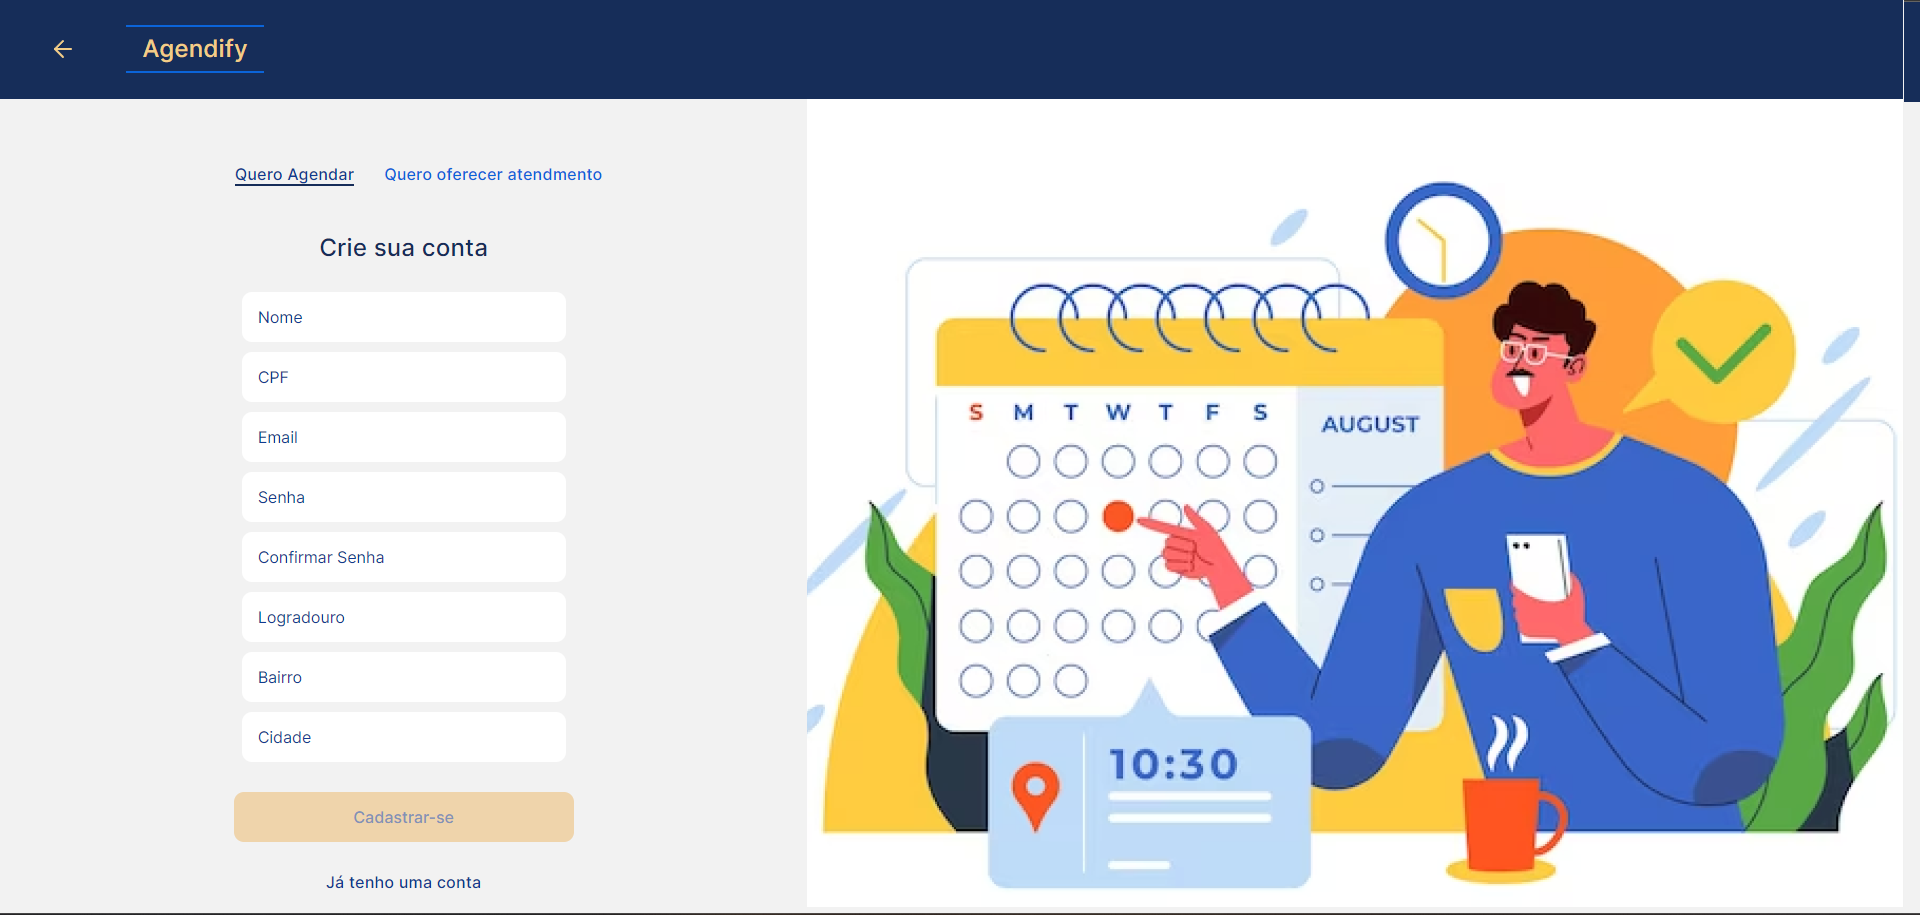 Agendify
Quero Agendar Quero oferecer atendmento
Crie sua conta
Nome
CPF
Email
Senha
Confirmar Senha
Logradouro
Bairro
Cidade
Cadastrar-se
Já tenho uma conta
S M T W T F S
AUGUST
10:30